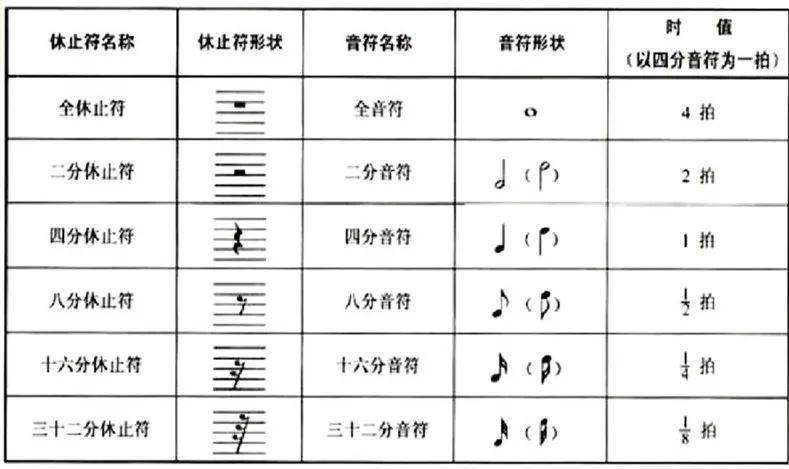 休止符名称 休止符形状 音符名称 音符形状 时 值
（以四分音符为一拍）
全休止符 全音符 4 拍
二分休止符 二分音符 ( ) 2 拍
四分休止符 四分音符 ( ) 1 拍
八分休止符 八分音符 ( ) 1/2 拍
十六分休止符 十六分音符 ( ) 1/4 拍
三十二分休止符 三十二分音符 ( ) 1/8 拍